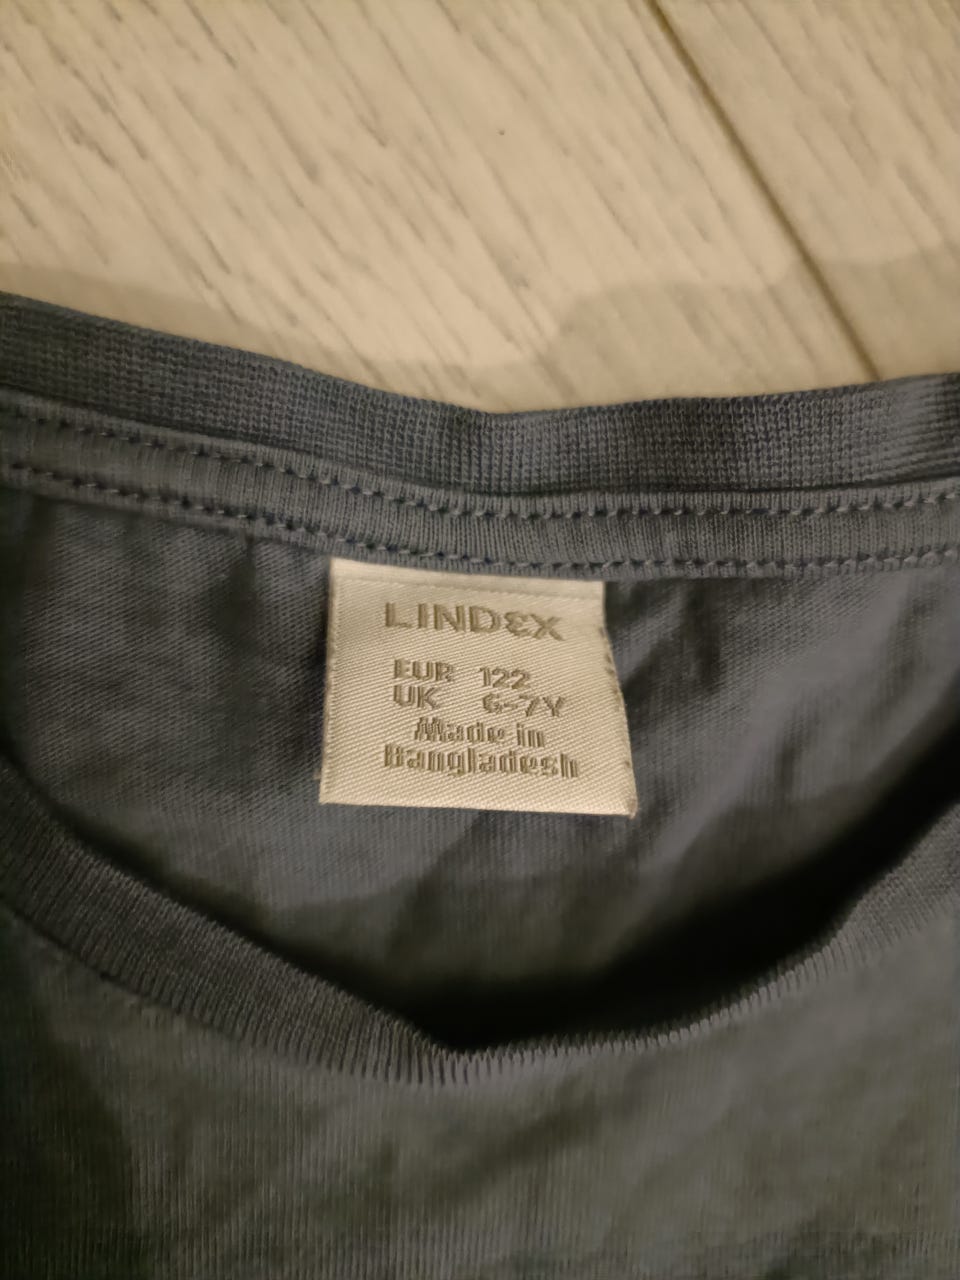 LINDEX
EUR 122
UK 6-7Y
Made in
Bangladesh